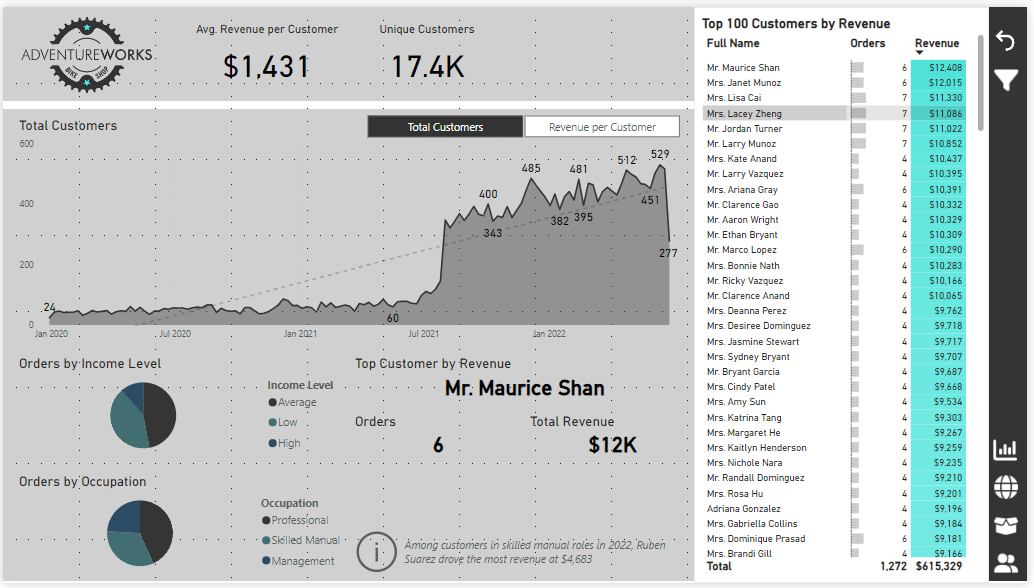 ADVENTUREWORKS
BIKE SHOP
Avg. Revenue per Customer
$1,431
Unique Customers
17.4K
Total Customers
Total Customers
Revenue per Customer
600
400
200
0
24
60
400
343
485
382
481
395
512
451
529
277
Jan 2020
Jul 2020
Jan 2021
Jul 2021
Jan 2022
Orders by Income Level
Income Level
Average
Low
High
Top Customer by Revenue
Mr. Maurice Shan
Orders
6
Total Revenue
$12K
Orders by Occupation
Occupation
Professional
Skilled Manual
Management
i
Among customers in skilled manual roles in 2022, Ruben
Suarez drove the most revenue at $4,683
Top 100 Customers by Revenue
Full Name Orders Revenue
Mr. Maurice Shan 6 $12,408
Mrs. Janet Munoz 6 $12,015
Mrs. Lisa Cai 7 $11,330
Mrs. Lacey Zheng 7 $11,086
Mr. Jordan Turner 7 $11,022
Mr. Larry Munoz 7 $10,852
Mrs. Kate Anand 4 $10,437
Mr. Larry Vazquez 4 $10,395
Mrs. Ariana Gray 6 $10,391
Mr. Clarence Gao 4 $10,332
Mr. Aaron Wright 4 $10,329
Mr. Ethan Bryant 4 $10,309
Mr. Marco Lopez 6 $10,290
Mrs. Bonnie Nath 4 $10,283
Mr. Ricky Vazquez 4 $10,166
Mr. Clarence Anand 4 $10,065
Mrs. Deanna Perez 4 $9,762
Mrs. Desiree Dominguez 4 $9,718
Mrs. Jasmine Stewart 4 $9,717
Mrs. Sydney Bryant 4 $9,707
Mr. Bryant Garcia 4 $9,687
Mrs. Cindy Patel 4 $9,668
Mrs. Amy Sun 4 $9,534
Mrs. Katrina Tang 4 $9,303
Mrs. Margaret He 4 $9,267
Mrs. Kaitlyn Henderson 4 $9,259
Mrs. Nichole Nara 4 $9,235
Mr. Randall Dominguez 4 $9,210
Mrs. Rosa Hu 4 $9,201
Adriana Gonzalez 4 $9,196
Mrs. Gabriella Collins 4 $9,184
Mrs. Dominique Prasad 6 $9,181
Mrs. Brandi Gill 4 $9,166
Total 1,272 $615,329